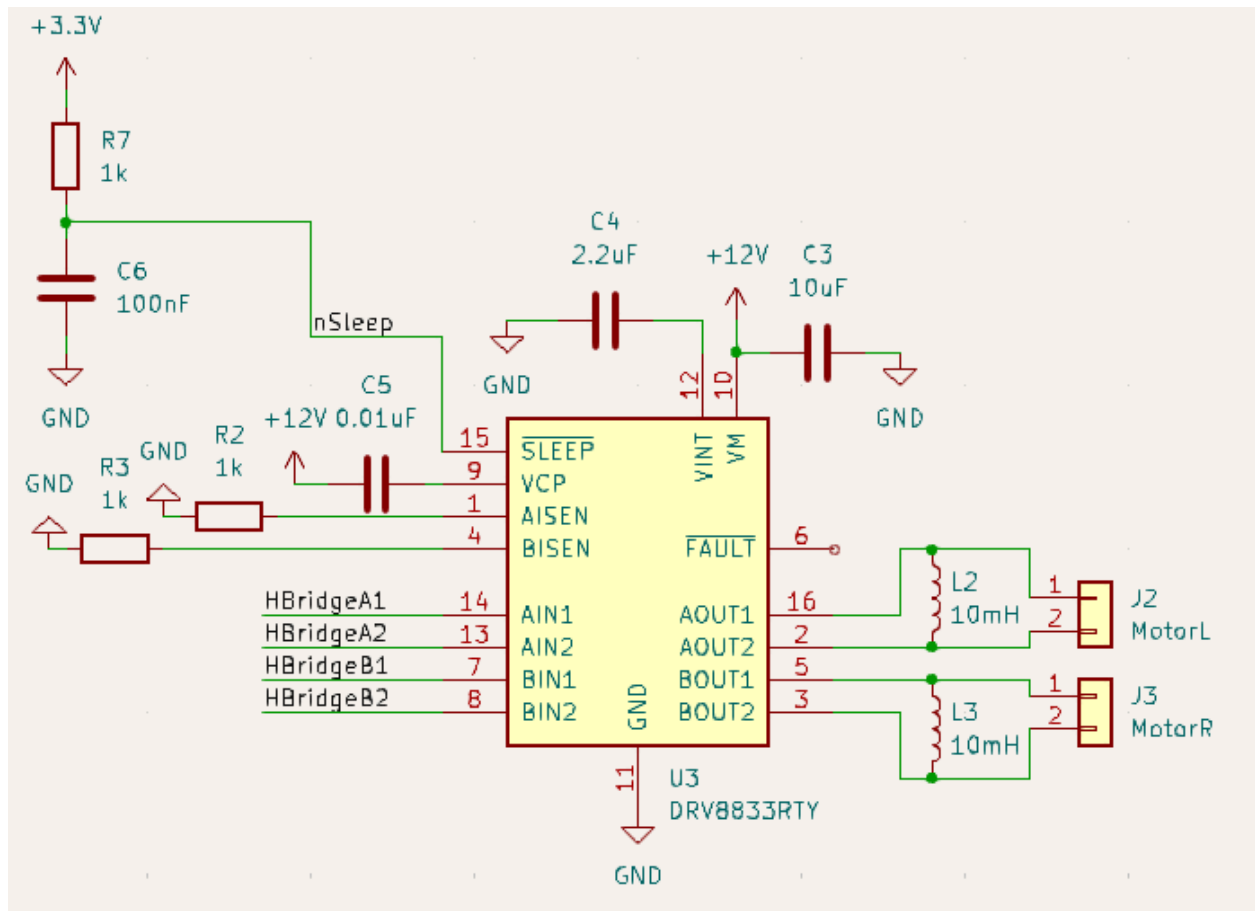 +3.3V
R7
1k
C6
100nF
GND
nSleep
C4
2.2uF
GND
+12V
C3
10uF
GND
C5
+12V 0.01uF
R2
1k
GND
R3
1k
GND
15
9
1
4
14
13
7
8
12
10
6
16
2
5
3
11
SLEEP
VCP
AISEN
BISEN
AIN1
AIN2
BIN1
BIN2
VINT
VM
FAULT
AOUT1
AOUT2
BOUT1
BOUT2
GND
HBridgeA1
HBridgeA2
HBridgeB1
HBridgeB2
L2
10mH
1
2
J2
MotorL
L3
10mH
1
2
J3
MotorR
U3
DRV8833RTY
GND